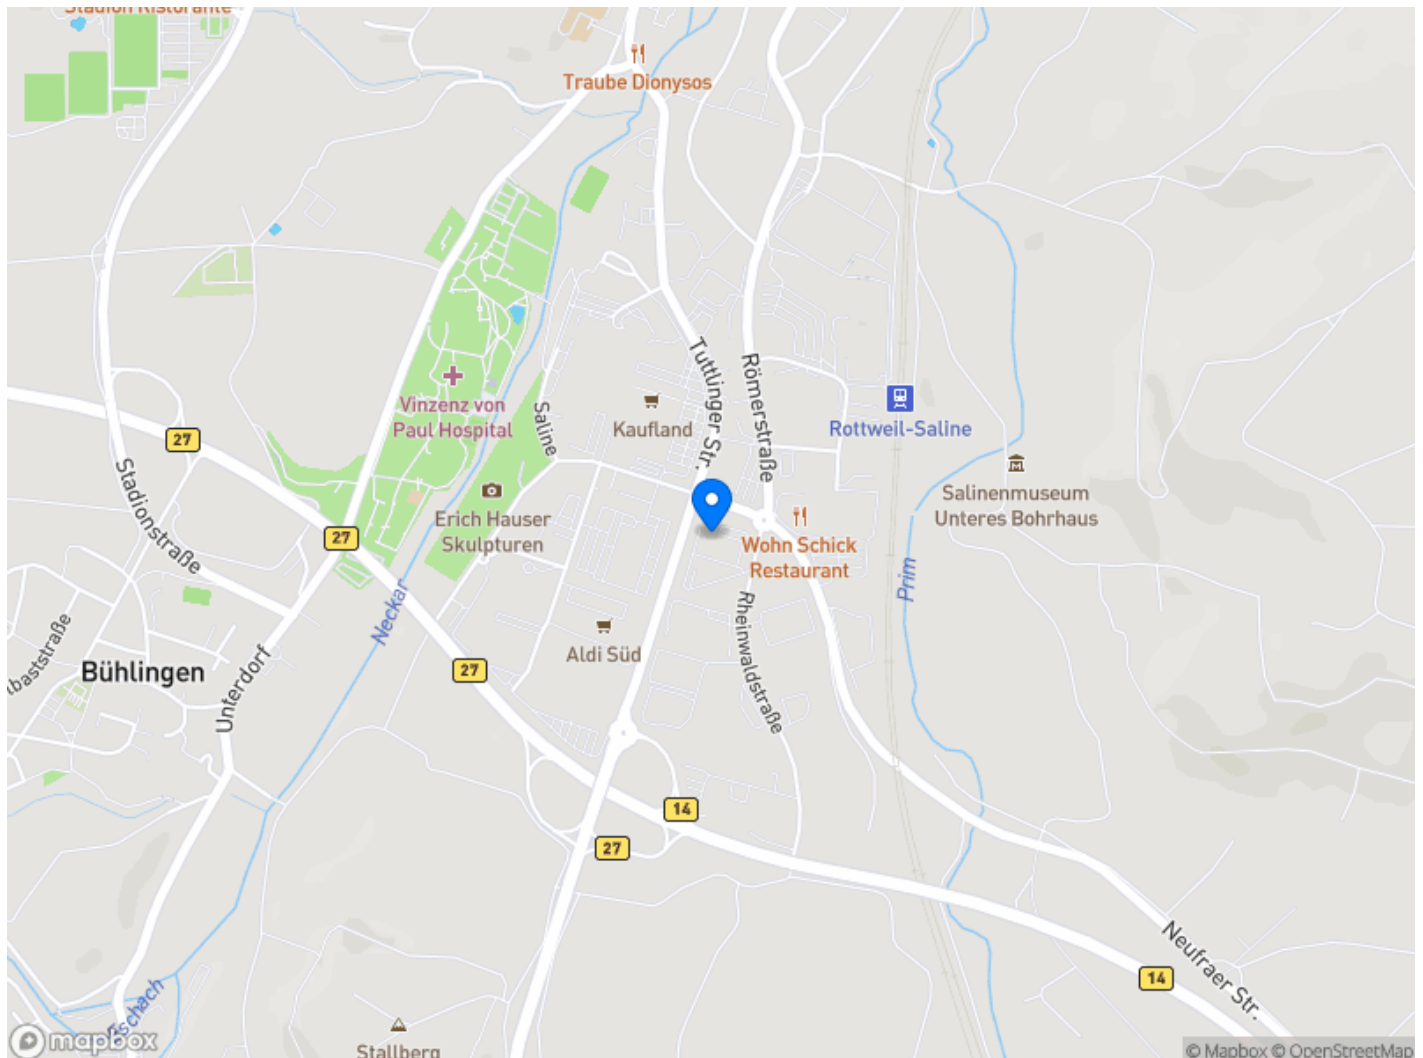 Stadion Ristorante
Traube Dionysos
Tuttlinger Str.
Römerstraße
Vinzenz von
Paul Hospital
Saline
Kaufland
Rottweil-Saline
27
Stadionstraße
Salinenmuseum
Unteres Bohrhaus
Erich Hauser
Skulpturen
27
Wohn Schick
Restaurant
Neckar
Prim
Rheinwaldstraße
Aldi Süd
Bühlingen
Unterdorf
27
14
27
Neufraer Str.
14
Eschach
Stallberg
mapbox
© Mapbox © OpenStreetMap